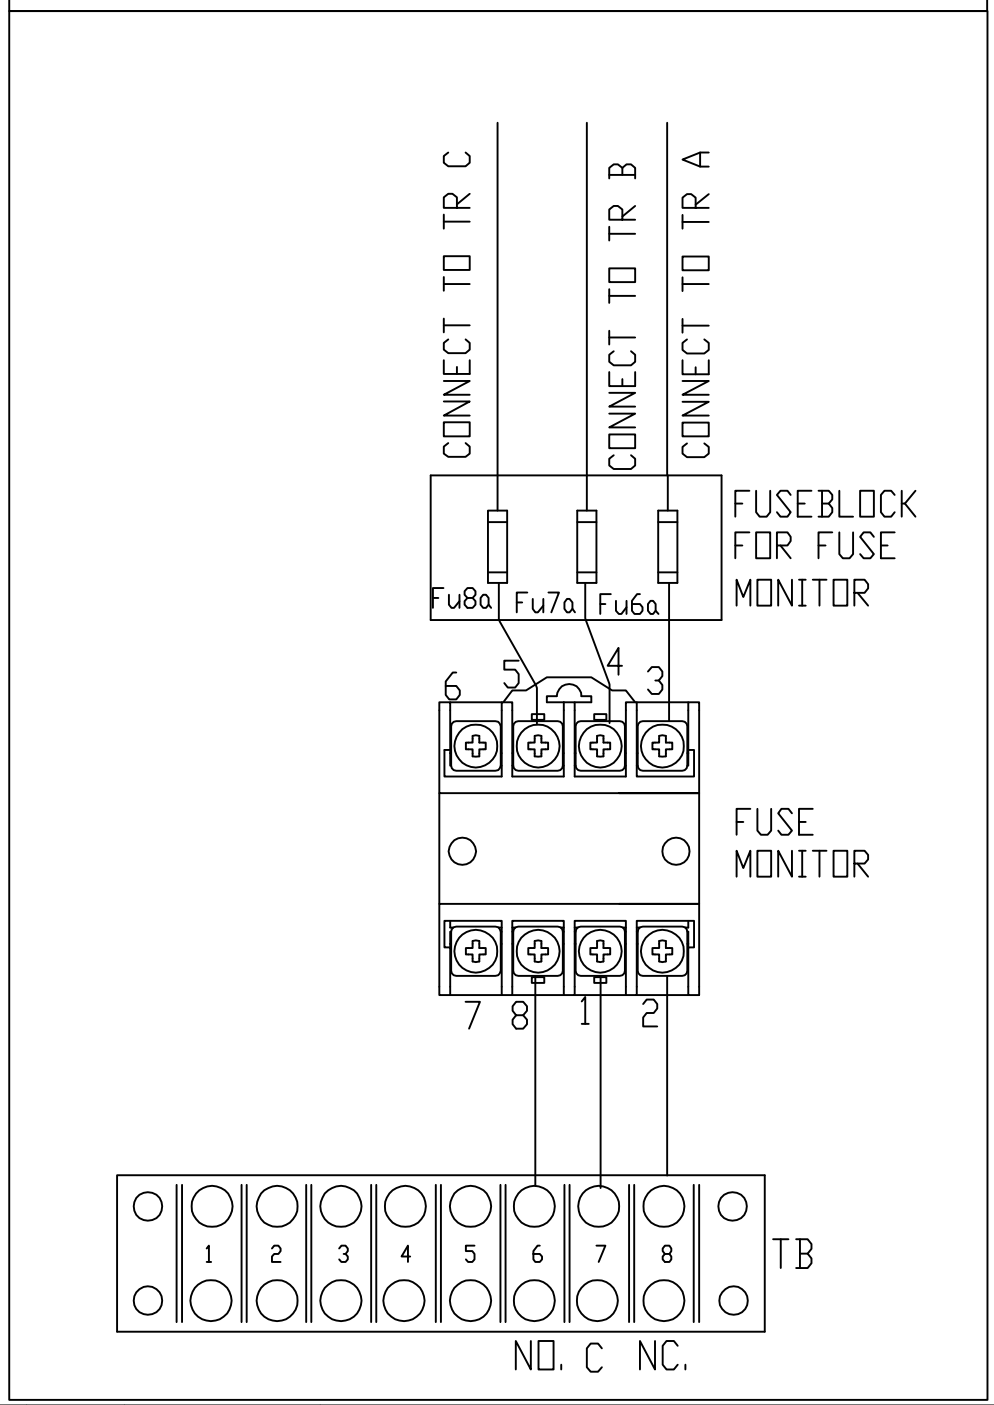 CONNECT TO TR C
CONNECT TO TR B
CONNECT TO TR A
FUSEBLOCK
FOR FUSE
MONITOR
Fu8a
Fu7a
Fu6a
6
5
4
3
FUSE
MONITOR
7
8
1
2
1
2
3
4
5
6
7
8
TB
NO.
C
NC.